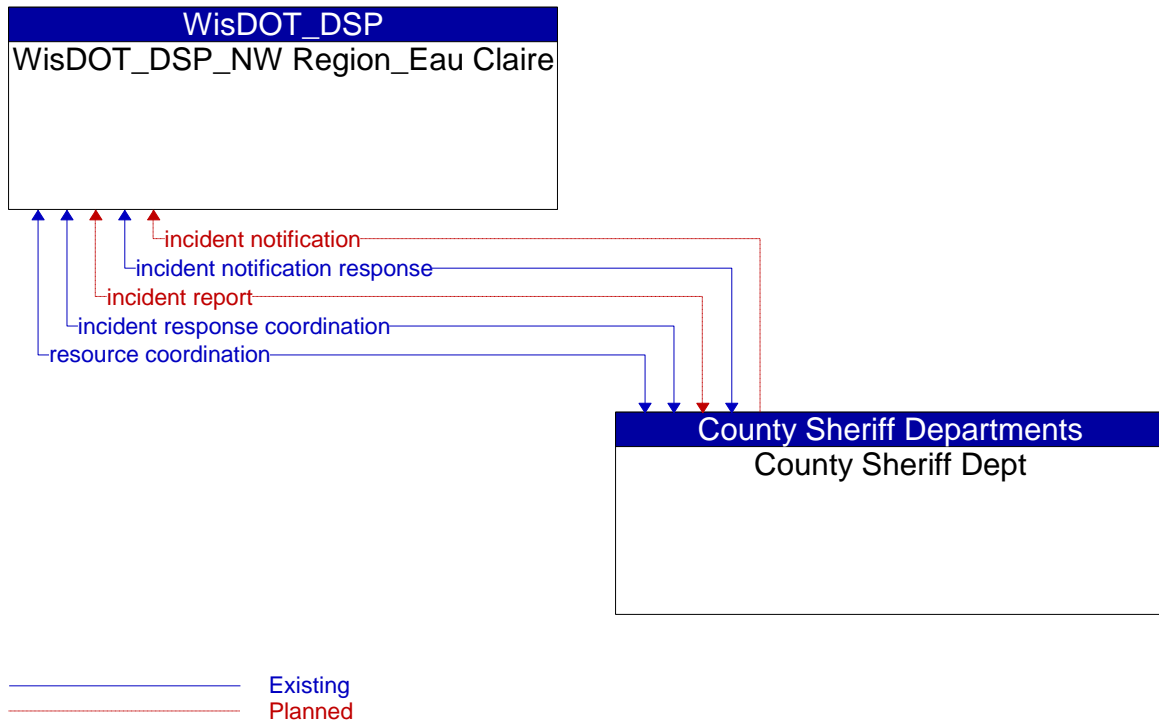 WisDOT_DSP
WisDOT_DSP_NW Region_Eau Claire
incident notification
incident notification response
incident report
incident response coordination
resource coordination
County Sheriff Departments
County Sheriff Dept
Existing
Planned